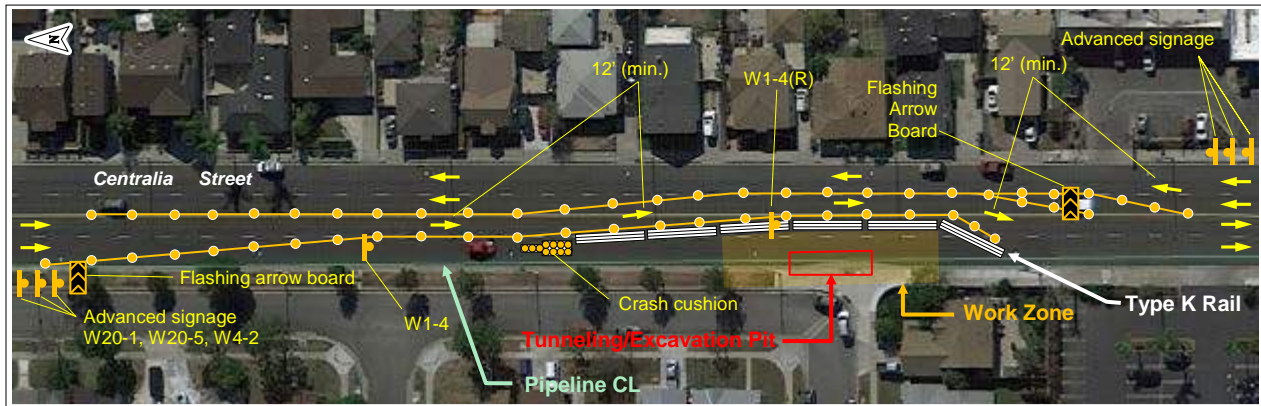 N
Advanced signage
12' (min.)
W1-4(R)
12' (min.)
Flashing
Arrow
Board
Centralia Street
Flashing arrow board
Crash cushion
Advanced signage
W20-1, W20-5, W4-2
W1-4
Type K Rail
Work Zone
Tunneling/Excavation Pit
Pipeline CL